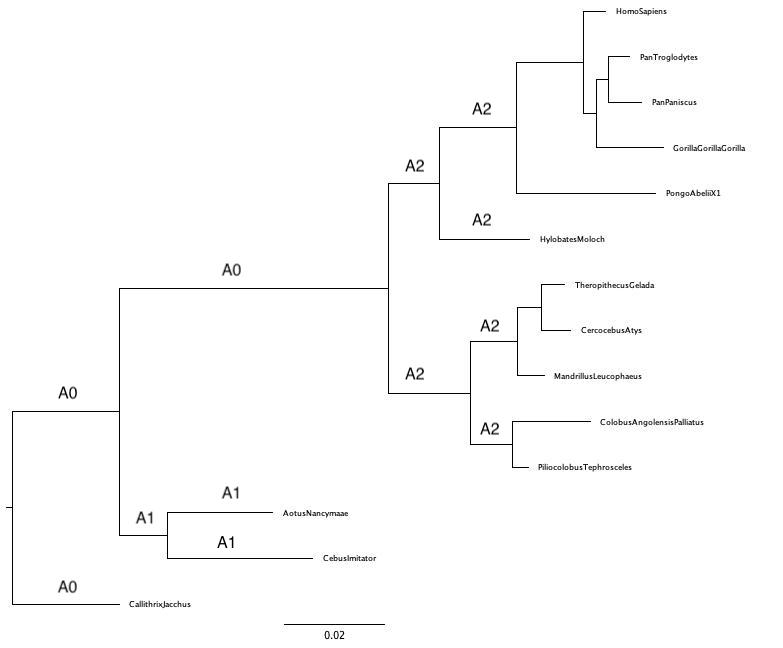 HomoSapiens
PanTroglodytes
PanPaniscus
A2
GorillaGorillaGorilla
A2
PongoAbeliiX1
A2
HylobatesMoloch
A0
TheropithecusGelada
A2
CercocebusAtys
A2
MandrillusLeucophaeus
A0
ColobusAngolensisPalliatus
A2
PiliocolobusTephrosceles
A1
AotusNancymaae
A1
A1
CebusImitator
A0
CallithrixJacchus
0.02